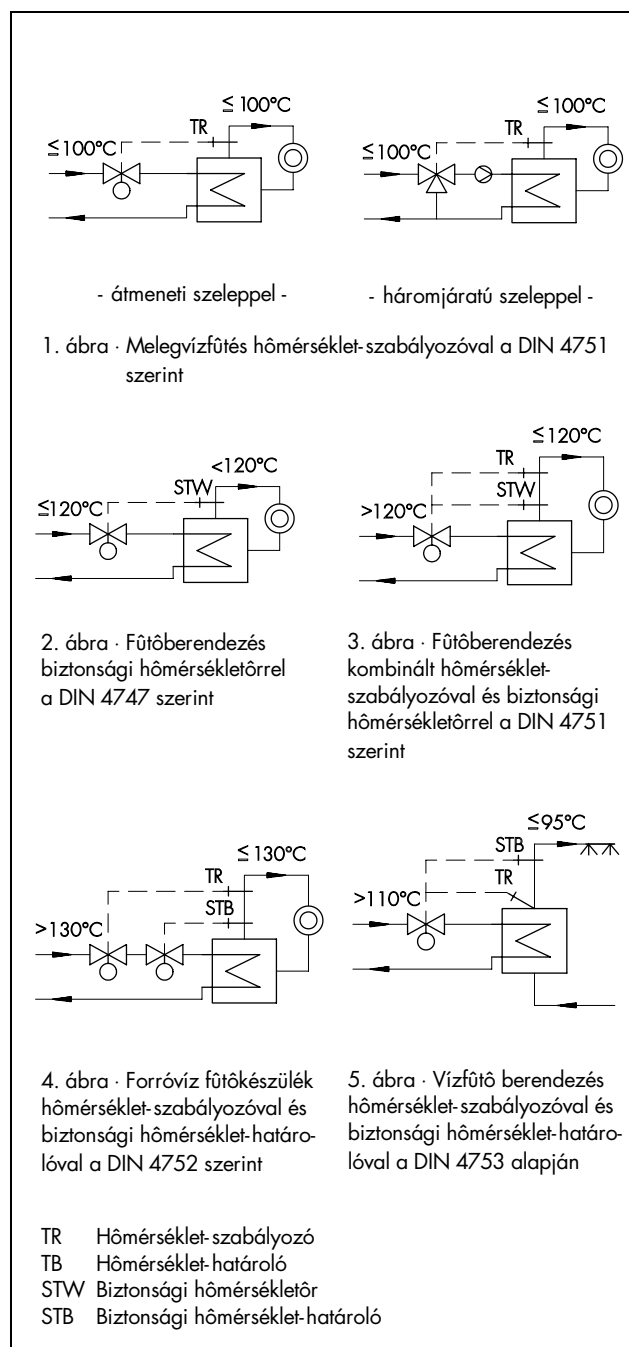 ≤ 100°C
TR
≤100°C
≤ 100°C
TR
≤100°C
- átmeneti szeleppel -
- háromjáratú szeleppel -
1. ábra · Melegvízfûtés hômérséklet-szabályozóval a DIN 4751
szerint
<120°C
STW
≤120°C
≤120°C
TR
STW
>120°C
2. ábra · Fûtôberendezés
biztonsági hômérsékletôrrel
a DIN 4747 szerint
3. ábra · Fûtôberendezés
kombinált hômérséklet-
szabályozóval és biztonsági
hômérsékletôrrel a DIN 4751
szerint
≤130°C
TR
STB
>130°C
≤95°C
STB
TR
>110°C
4. ábra · Forróvíz fûtôkészülék
hômérséklet-szabályozóval és
biztonsági hômérséklet-határo-
lóval a DIN 4752 szerint
5. ábra · Vízfûtô berendezés
hômérséklet-szabályozóval és
biztonsági hômérséklet-határo-
lóval a DIN 4753 alapján
TR Hômérséklet-szabályozó
TB Hômérséklet-határoló
STW Biztonsági hômérsékletôr
STB Biztonsági hômérséklet-határoló